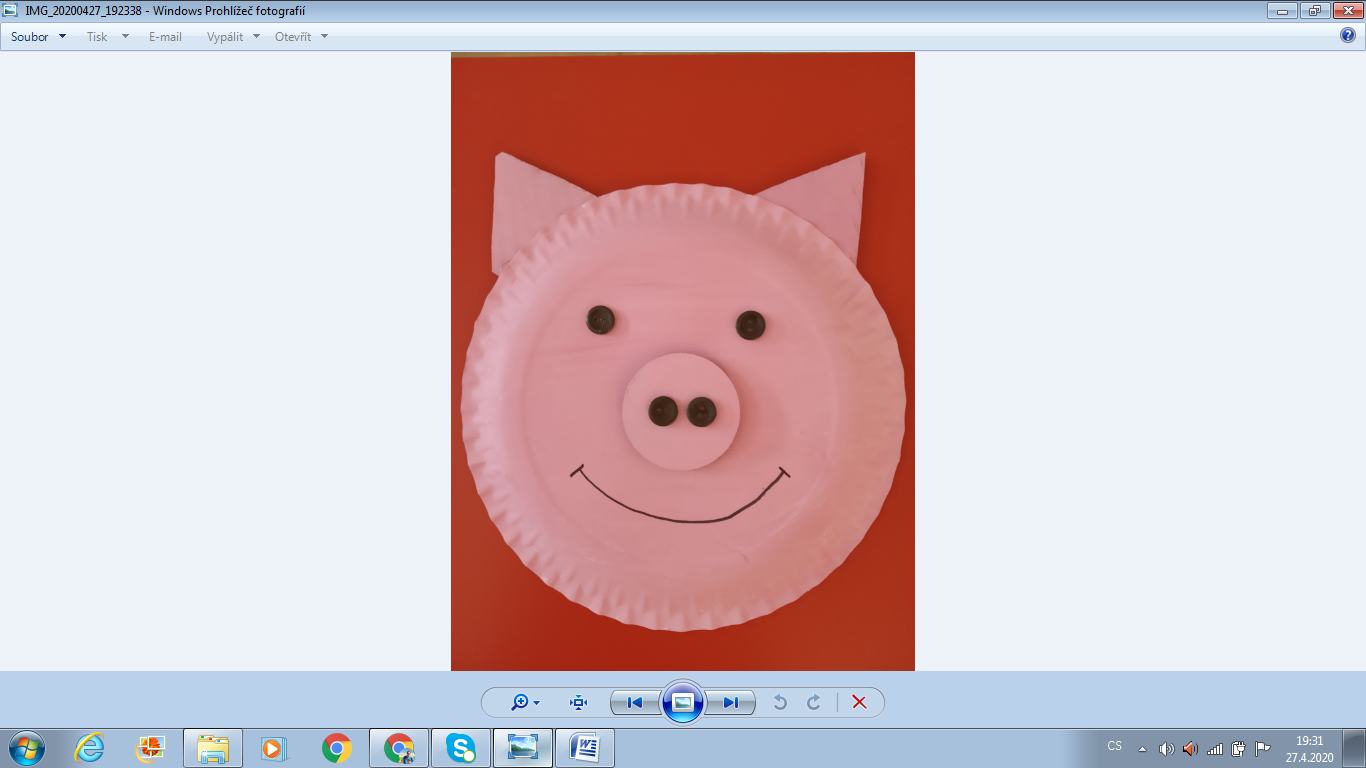 IMG_20200427_192338 - Windows Prohlížeč fotografií
Soubor Tisk E-mail Vypálit Otevřít
CS
19:31
27.4.2020